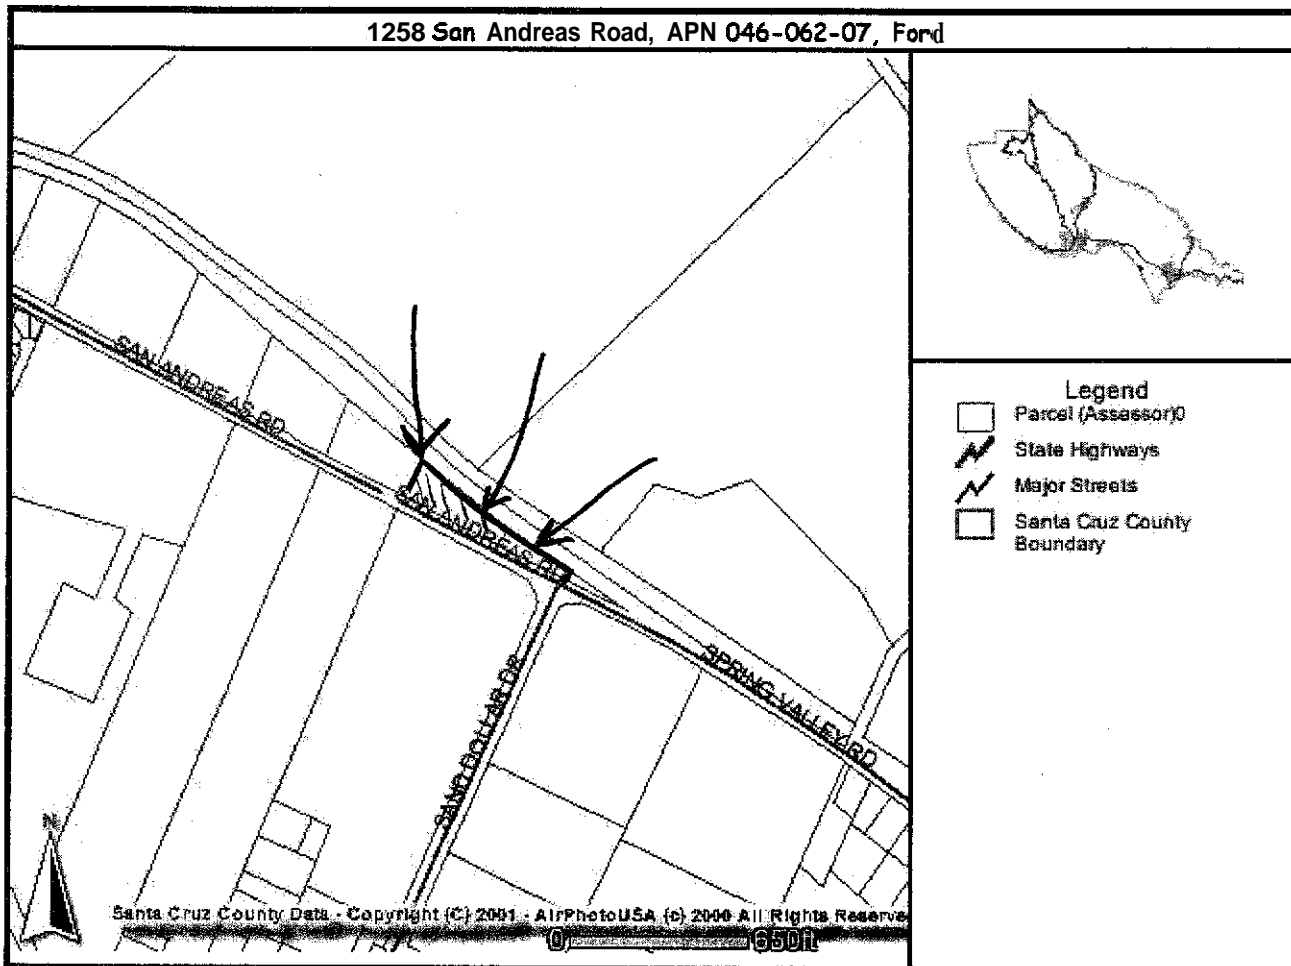 1258 San Andreas Road, APN 046-062-07, Ford
SAN ANDREAS RD
SAN ANDREAS RD
SPRING VALLEY RD
SAND DOLLAR DR
N
Santa Cruz County Data - Copyright (C) 2001 - AirPhotoUSA (c) 2000 All Rights Reserve
0 650ft
Legend
Parcel (Assessor)0
State Highways
Major Streets
Santa Cruz County
Boundary